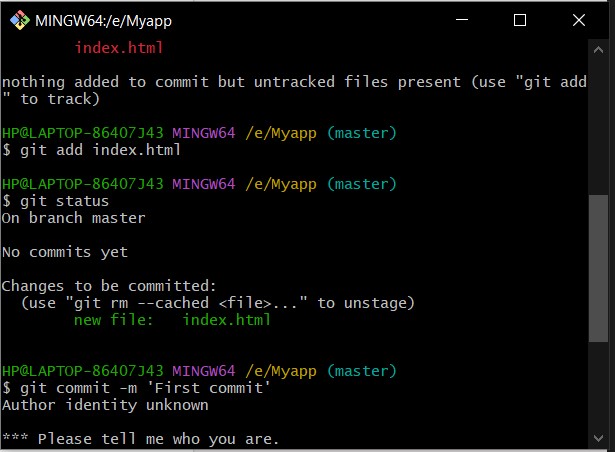 MINGW64:/e/Myapp
index.html
nothing added to commit but untracked files present (use "git add
" to track)
HP@LAPTOP-86407J43 MINGW64 /e/Myapp (master)
$ git add index.html
HP@LAPTOP-86407J43 MINGW64 /e/Myapp (master)
$ git status
On branch master
No commits yet
Changes to be committed:
(use "git rm --cached <file>..." to unstage)
new file: index.html
HP@LAPTOP-86407J43 MINGW64 /e/Myapp (master)
$ git commit -m 'First commit'
Author identity unknown
*** Please tell me who you are.